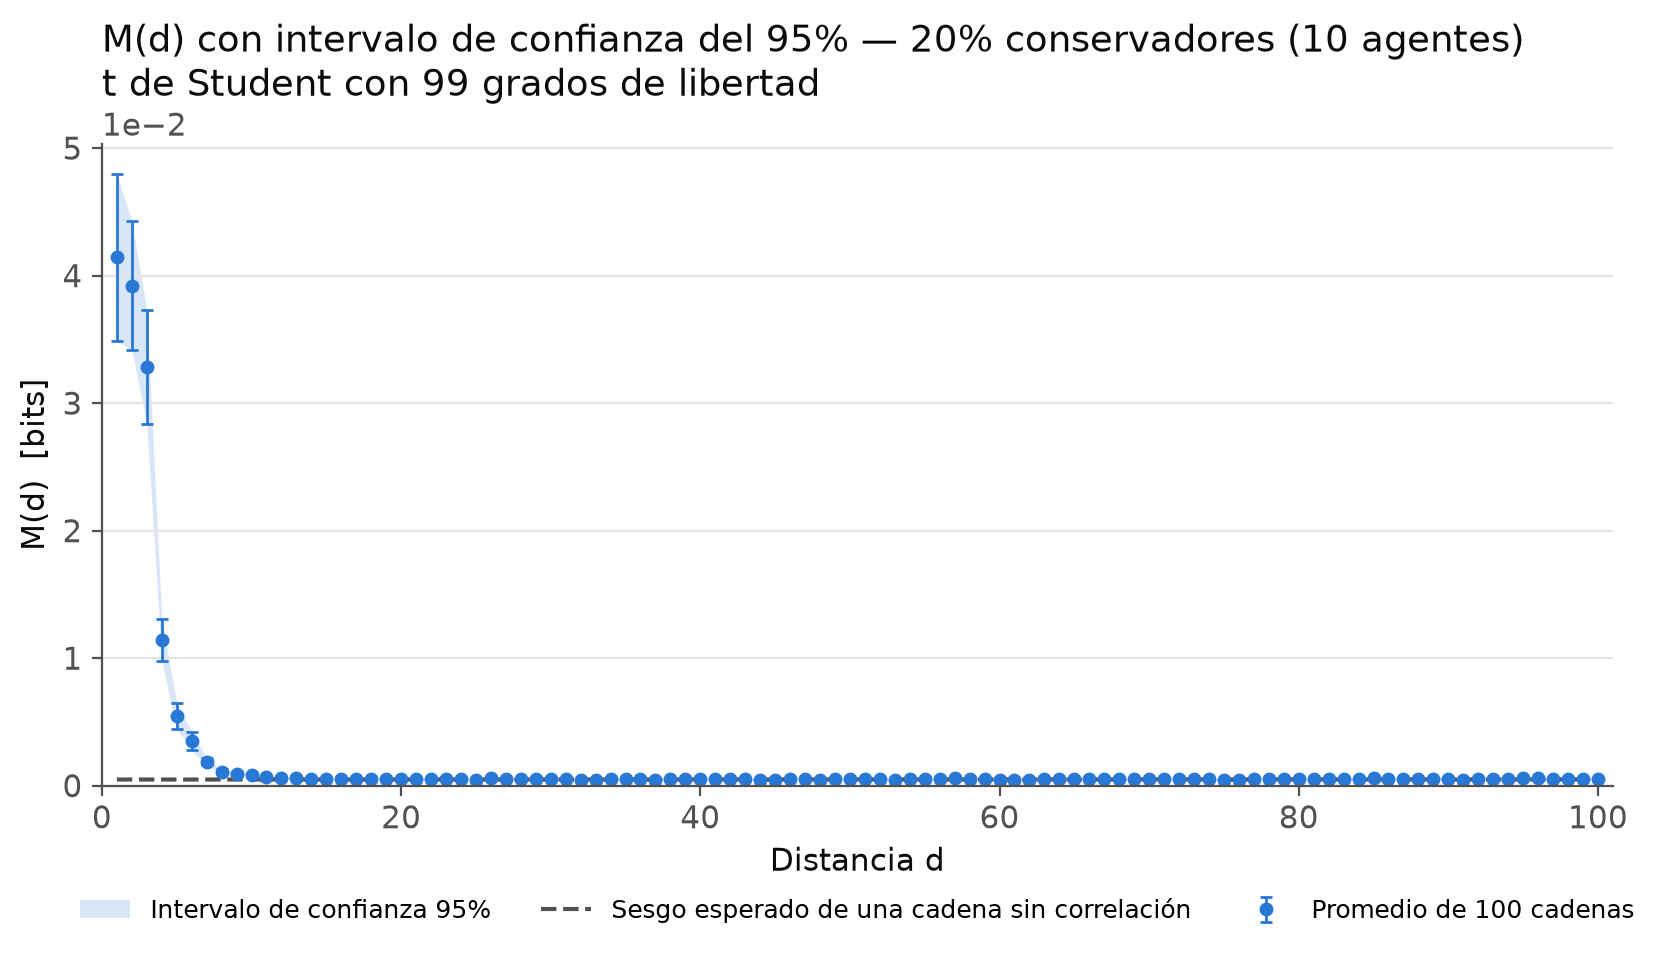 M(d) con intervalo de confianza del 95% — 20% conservadores (10 agentes)
t de Student con 99 grados de libertad
1e−2
5
4
3
2
1
0
M(d) [bits]
0 20 40 60 80 100
Distancia d
Intervalo de confianza 95% Sesgo esperado de una cadena sin correlación Promedio de 100 cadenas